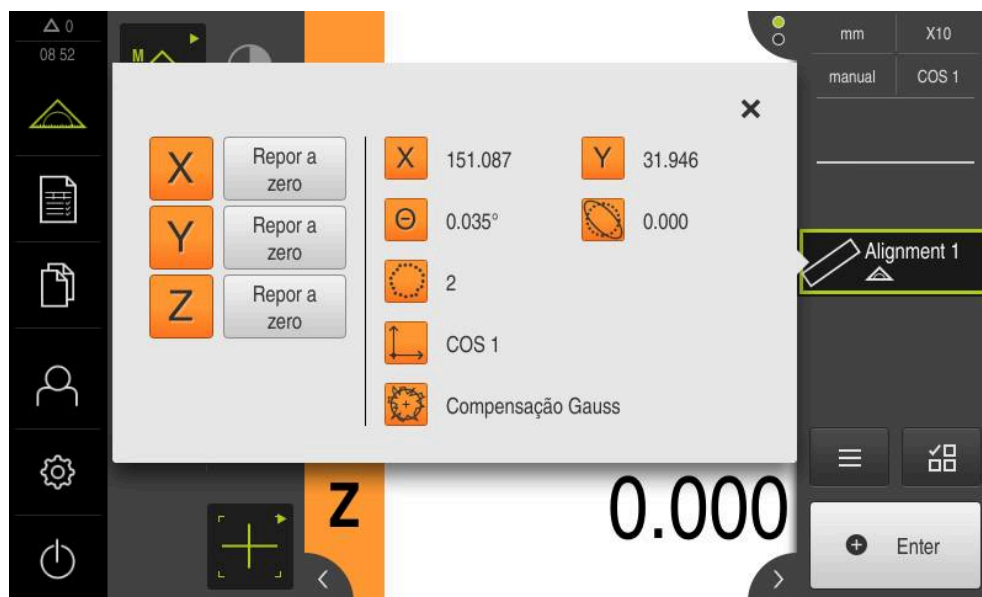 0
08 52
M
mm
X10
manual
COS 1
X
Repor a
zero
Y
Repor a
zero
Z
Repor a
zero
X
151.087
Y
31.946
Θ
0.035°
0.000
2
COS 1
Compensação Gauss
Alignment 1
Z
0.000
Enter